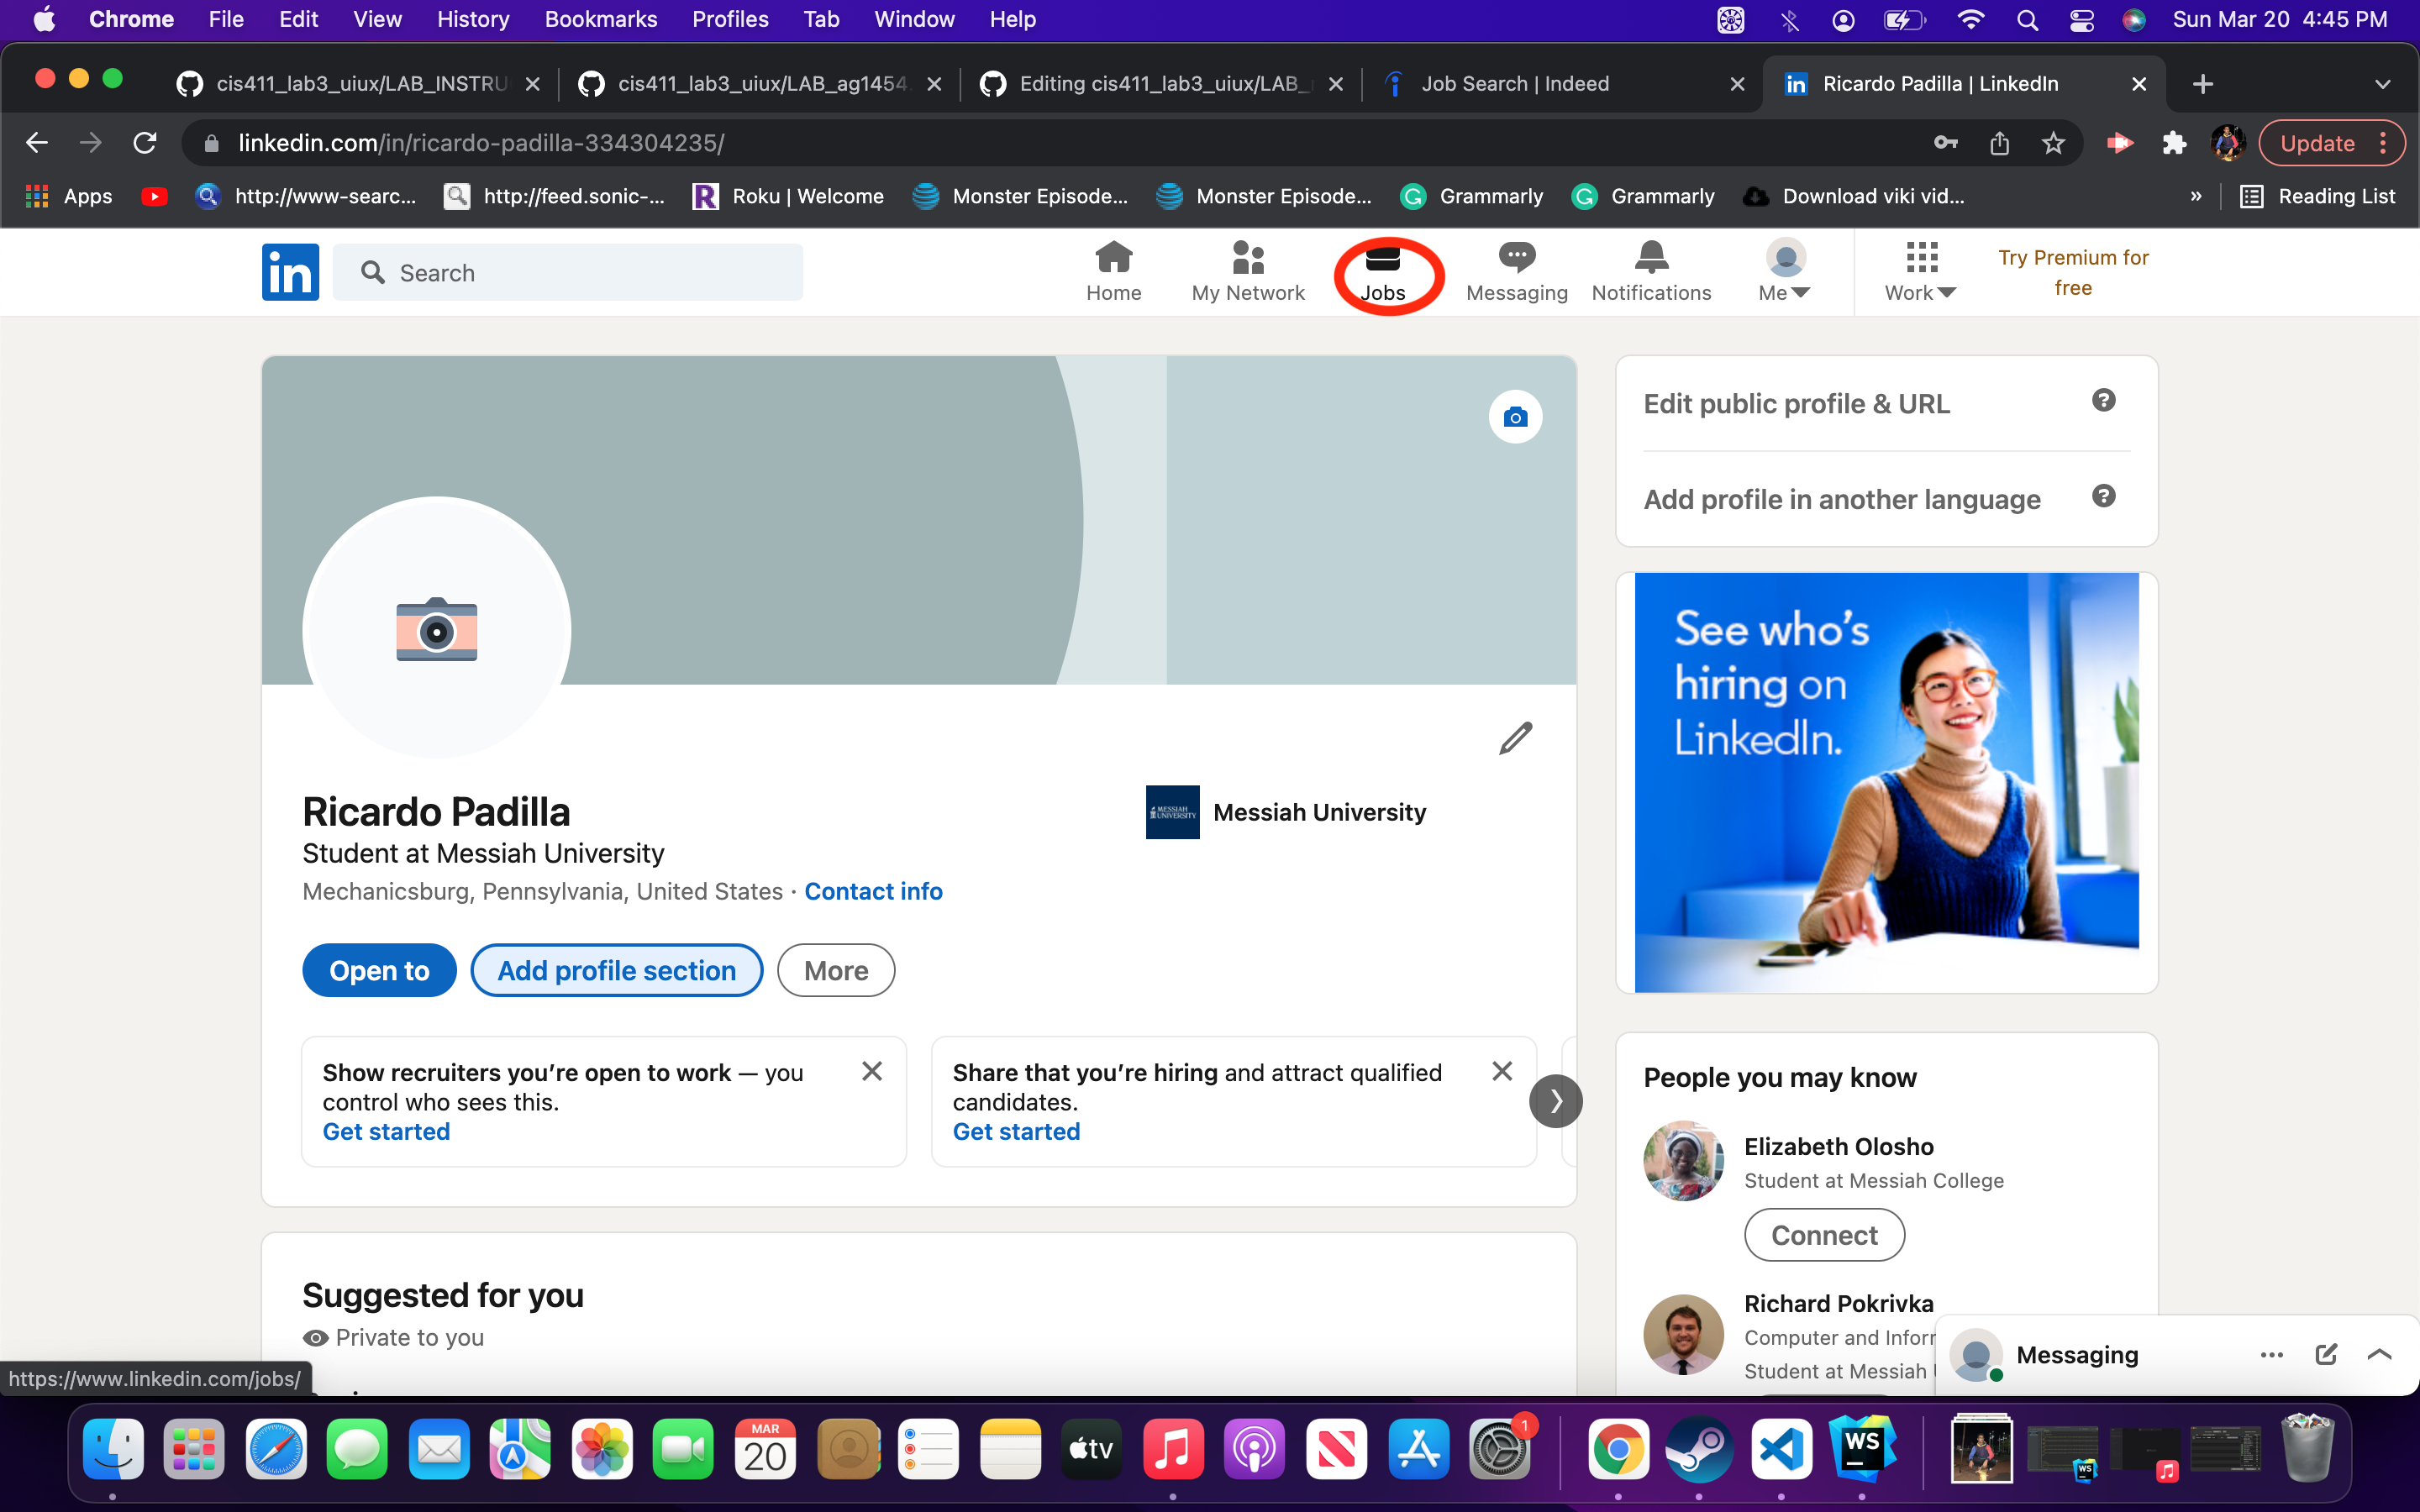 Chrome File Edit View History Bookmarks Profiles Tab Window Help Sun Mar 20 4:45 PM
cis411_lab3_uiux/LAB_INSTRU cis411_lab3_uiux/LAB_ag1454. Editing cis411_lab3_uiux/LAB_ Job Search | Indeed Ricardo Padilla | LinkedIn
linkedin.com/in/ricardo-padilla-334304235/ Update
Apps http://www-searc... http://feed.sonic-... Roku | Welcome Monster Episode... Monster Episode... Grammarly Grammarly Download viki vid... » Reading List
in Search Home My Network Jobs Messaging Notifications Me Work Try Premium for
free
Edit public profile & URL
Add profile in another language
See who's
hiring on
LinkedIn.
Ricardo Padilla
MESSIAH
UNIVERSITY
Messiah University
Student at Messiah University
Mechanicsburg, Pennsylvania, United States · Contact info
Open to Add profile section More
Show recruiters you're open to work — you
control who sees this.
Get started
Share that you're hiring and attract qualified
candidates.
Get started
People you may know
Elizabeth Olosho
Student at Messiah College
Connect
Richard Pokrivka
Computer and Infor
Student at Messiah
Suggested for you
Private to you
Messaging
https://www.linkedin.com/jobs/
MAR
20
tv
1
WS
WS